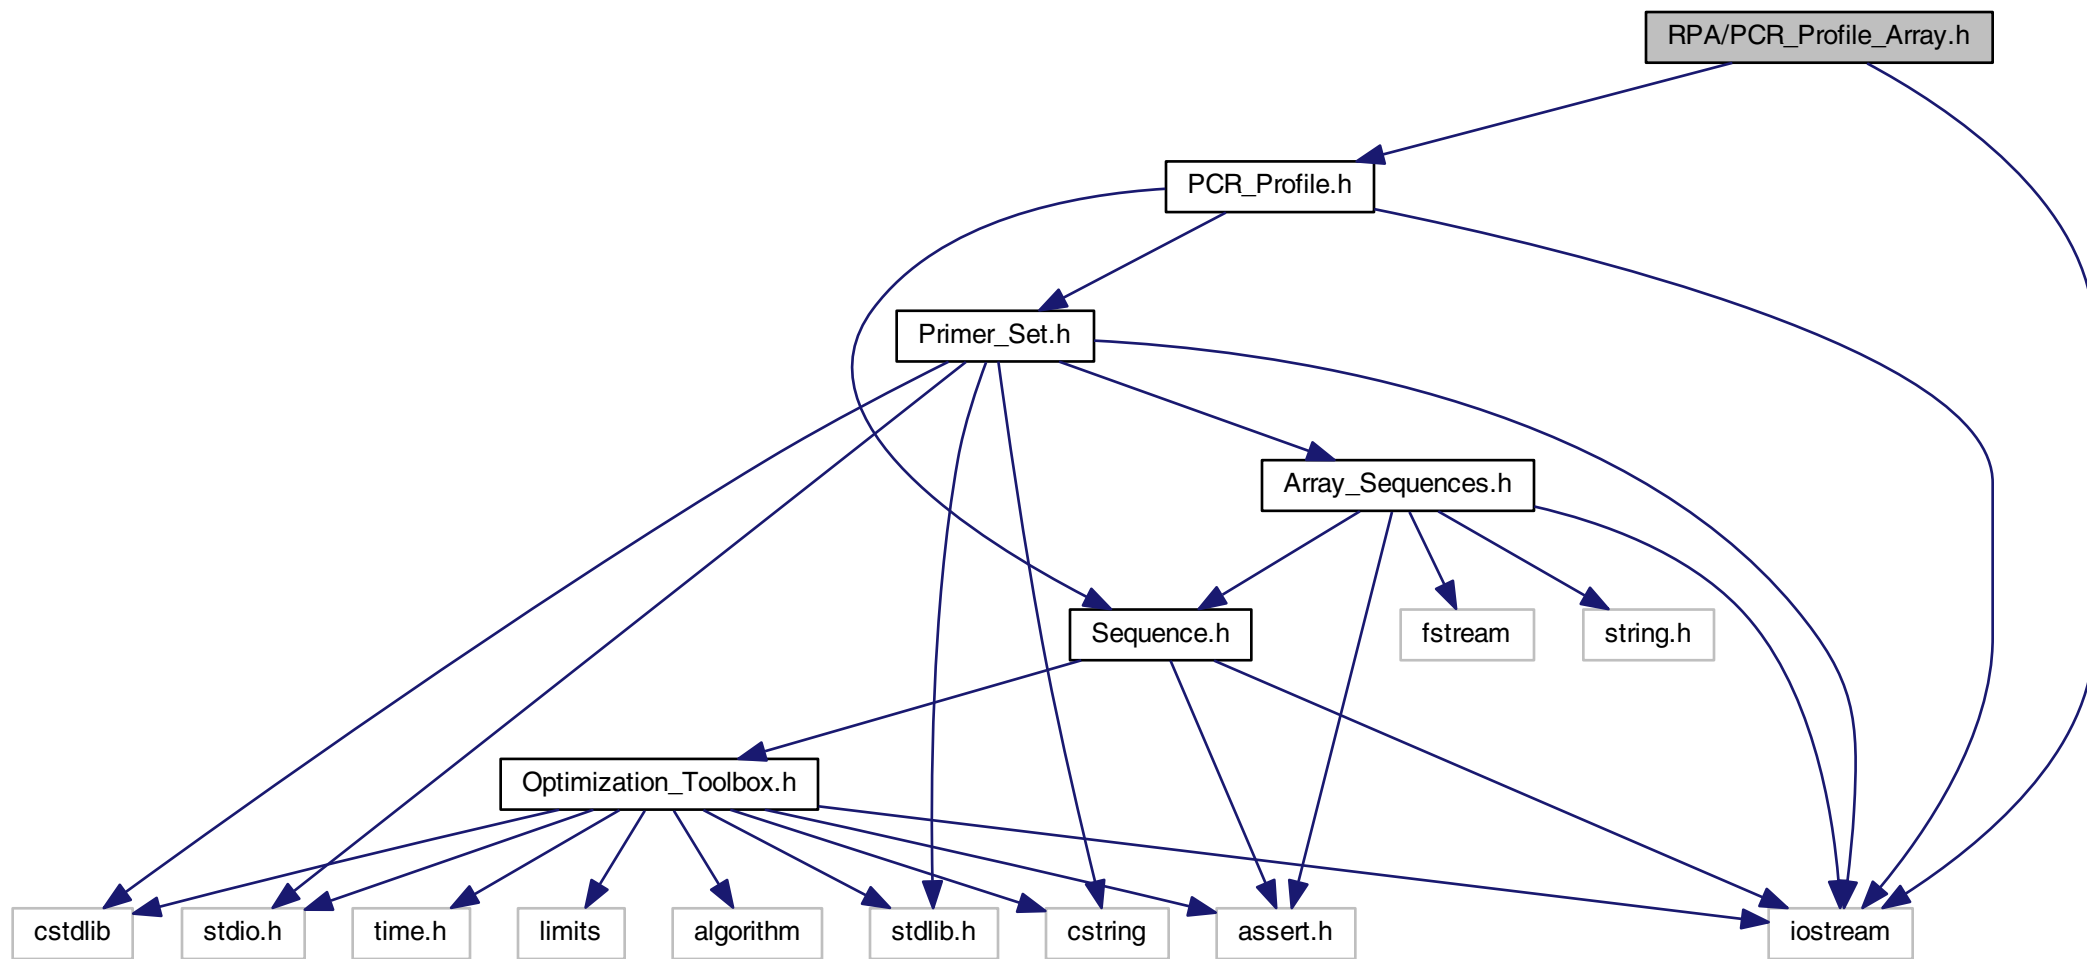 RPA/PCR_Profile_Array.h
PCR_Profile.h
Primer_Set.h
Array_Sequences.h
Sequence.h
fstream
string.h
Optimization_Toolbox.h
cstdlib
stdio.h
time.h
limits
algorithm
stdlib.h
cstring
assert.h
iostream